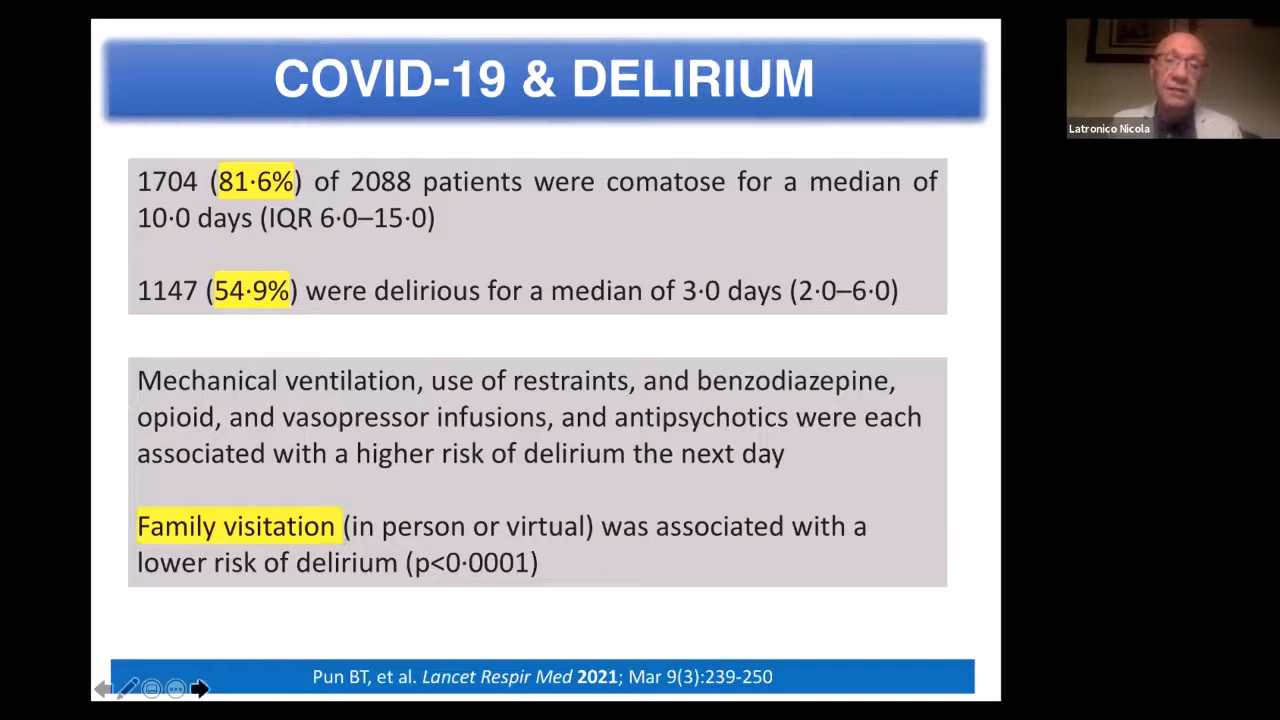 COVID-19 & DELIRIUM
Latronico Nicola
1704 (81·6%) of 2088 patients were comatose for a median of
10·0 days (IQR 6·0–15·0)
1147 (54·9%) were delirious for a median of 3·0 days (2·0–6·0)
Mechanical ventilation, use of restraints, and benzodiazepine,
opioid, and vasopressor infusions, and antipsychotics were each
associated with a higher risk of delirium the next day
Family visitation (in person or virtual) was associated with a
lower risk of delirium (p<0·0001)
Pun BT, et al. Lancet Respir Med 2021; Mar 9(3):239-250